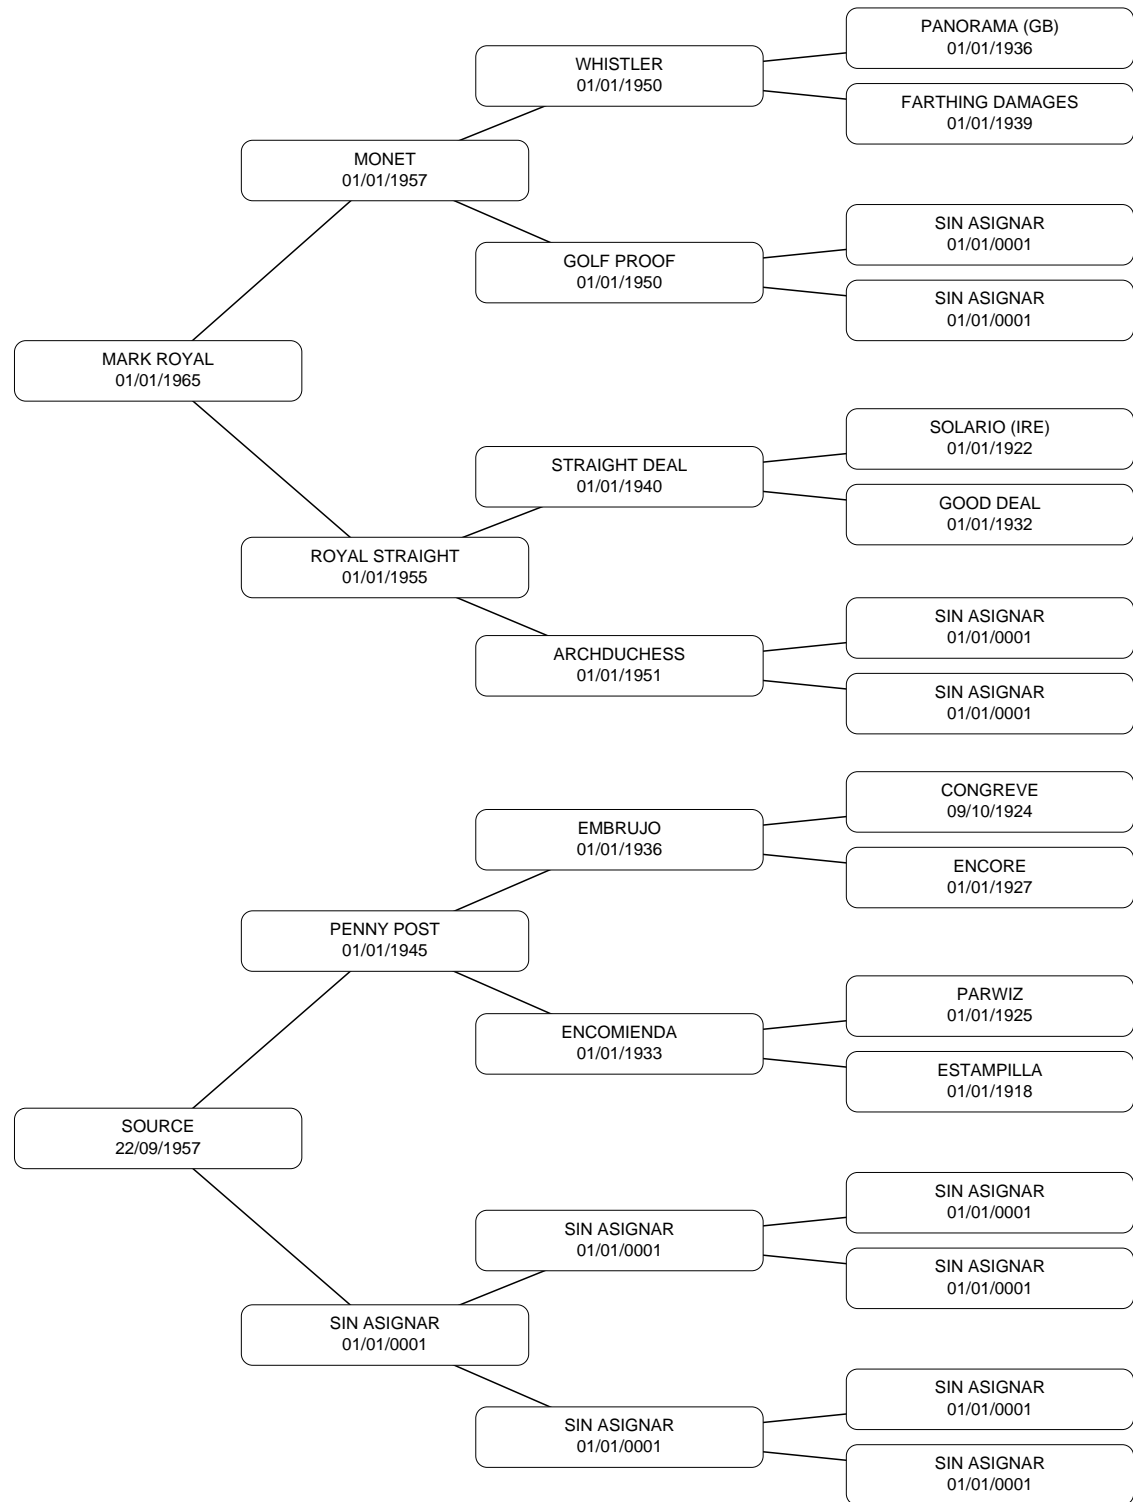 PANORAMA (GB)
01/01/1936
WHISTLER
01/01/1950
FARTHING DAMAGES
01/01/1939
MONET
01/01/1957
SIN ASIGNAR
01/01/0001
GOLF PROOF
01/01/1950
SIN ASIGNAR
01/01/0001
MARK ROYAL
01/01/1965
SOLARIO (IRE)
01/01/1922
STRAIGHT DEAL
01/01/1940
GOOD DEAL
01/01/1932
ROYAL STRAIGHT
01/01/1955
SIN ASIGNAR
01/01/0001
ARCHDUCHESS
01/01/1951
SIN ASIGNAR
01/01/0001
CONGREVE
09/10/1924
EMBRUJO
01/01/1936
ENCORE
01/01/1927
PENNY POST
01/01/1945
PARWIZ
01/01/1925
ENCOMIENDA
01/01/1933
ESTAMPILLA
01/01/1918
SOURCE
22/09/1957
SIN ASIGNAR
01/01/0001
SIN ASIGNAR
01/01/0001
SIN ASIGNAR
01/01/0001
SIN ASIGNAR
01/01/0001
SIN ASIGNAR
01/01/0001
SIN ASIGNAR
01/01/0001
SIN ASIGNAR
01/01/0001